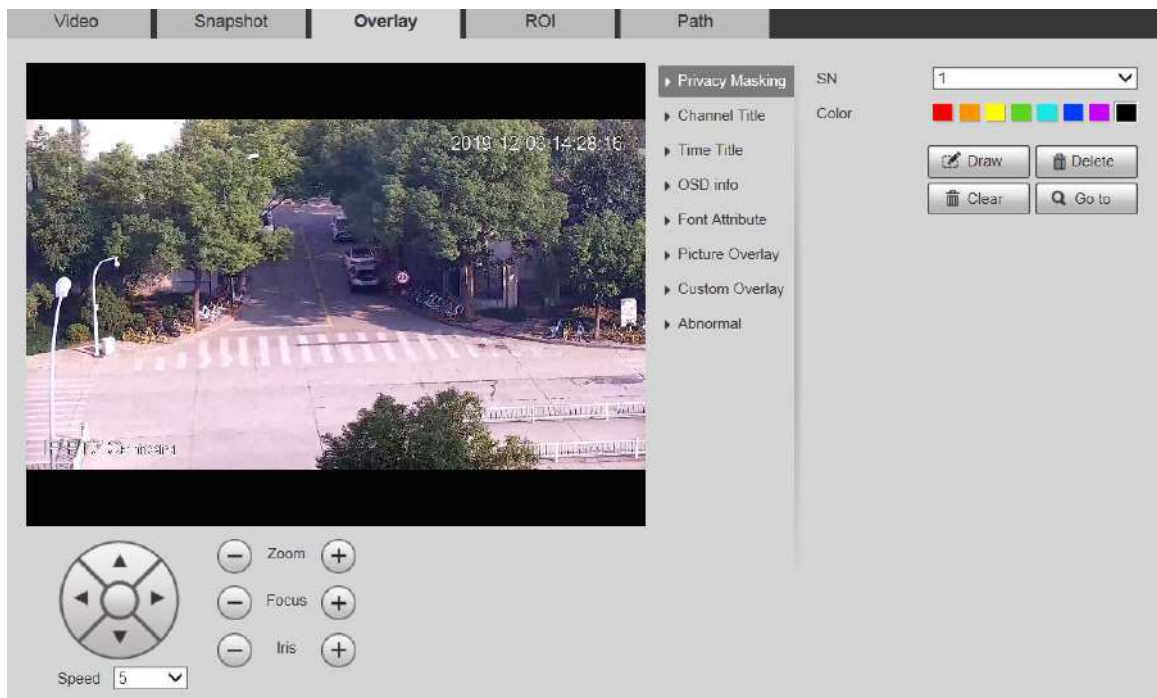 Video Snapshot Overlay ROI Path
Privacy Masking
Channel Title
Time Title
OSD info
Font Attribute
Picture Overlay
Custom Overlay
Abnormal
SN 1
Color
Draw Delete
Clear Go to
2019-12-03 14:28:16
Zoom
Focus
Iris
Speed 5